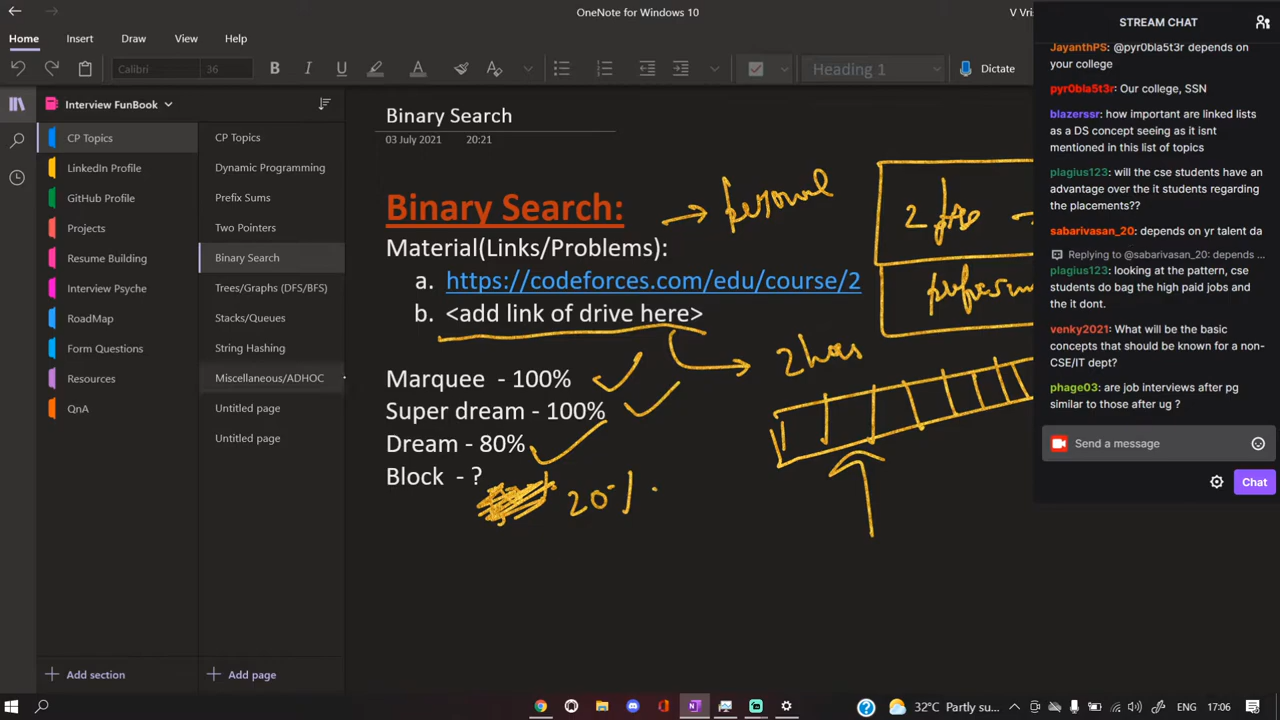 OneNote for Windows 10
V Vris
Home Insert Draw View Help
Calibri 36 B I U Heading 1 Dictate
Interview FunBook
CP Topics
LinkedIn Profile
GitHub Profile
Projects
Resume Building
Interview Psyche
RoadMap
Form Questions
Resources
QnA
Add section
CP Topics
Dynamic Programming
Prefix Sums
Two Pointers
Binary Search
Trees/Graphs (DFS/BFS)
Stacks/Queues
String Hashing
Miscellaneous/ADHOC
Untitled page
Untitled page
Add page
Binary Search
03 July 2021 20:21
Binary Search:
personal
Material(Links/Problems):
a. https://codeforces.com/edu/course/2
b. <add link of drive here>
2
2
Marquee - 100%
Super dream - 100%
Dream - 80%
Block - ?
20%
STREAM CHAT
JayanthPS: @pyr0bla5t3r depends on
your college
pyr0bla5t3r: Our college, SSN
blazerssr: how important are linked lists
as a DS concept seeing as it isnt
mentioned in this list of topics
plagius123: will the cse students have an
advantage over the it students regarding
the placements??
sabarivasan_20: depends on yr talent da
Replying to @sabarivasan_20: depends ...
plagius123: looking at the pattern, cse
students do bag the high paid jobs and
the it dont.
venky2021: What will be the basic
concepts that should be known for a non-
CSE/IT dept?
phage03: are job interviews after pg
similar to those after ug ?
Send a message
Chat
32°C Partly su... ENG 17:06